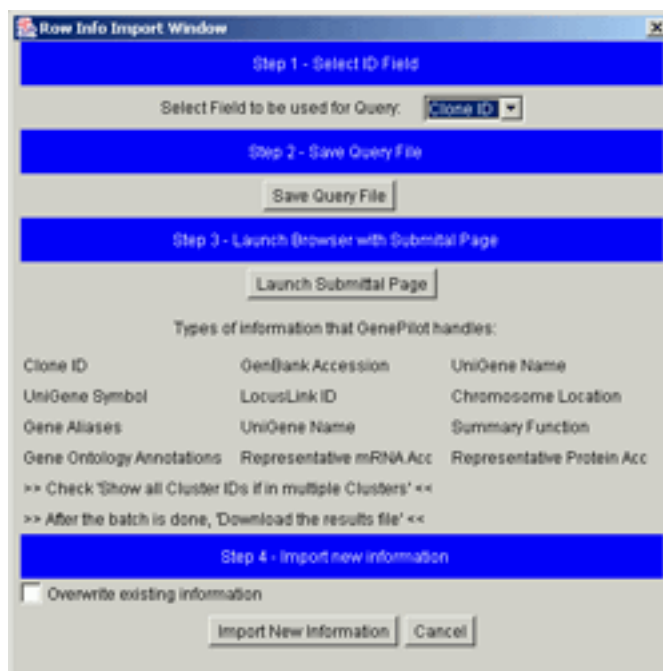 Row Info Import Window
Step 1 - Select ID Field
Select Field to be used for Query: Clone ID
Step 2 - Save Query File
Save Query File
Step 3 - Launch Browser with Submital Page
Launch Submittal Page
Types of information that GenePilot handles:
Clone ID GenBank Accession UniGene Name
UniGene Symbol LocusLink ID Chromosome Location
Gene Aliases UniGene Name Summary Function
Gene Ontology Annotations Representative mRNA Acc Representative Protein Acc
>> Check 'Show all Cluster IDs if in multiple Clusters' <<
>> After the batch is done, 'Download the results file' <<
Step 4 - Import new information
Overwrite existing information
Import New Information Cancel